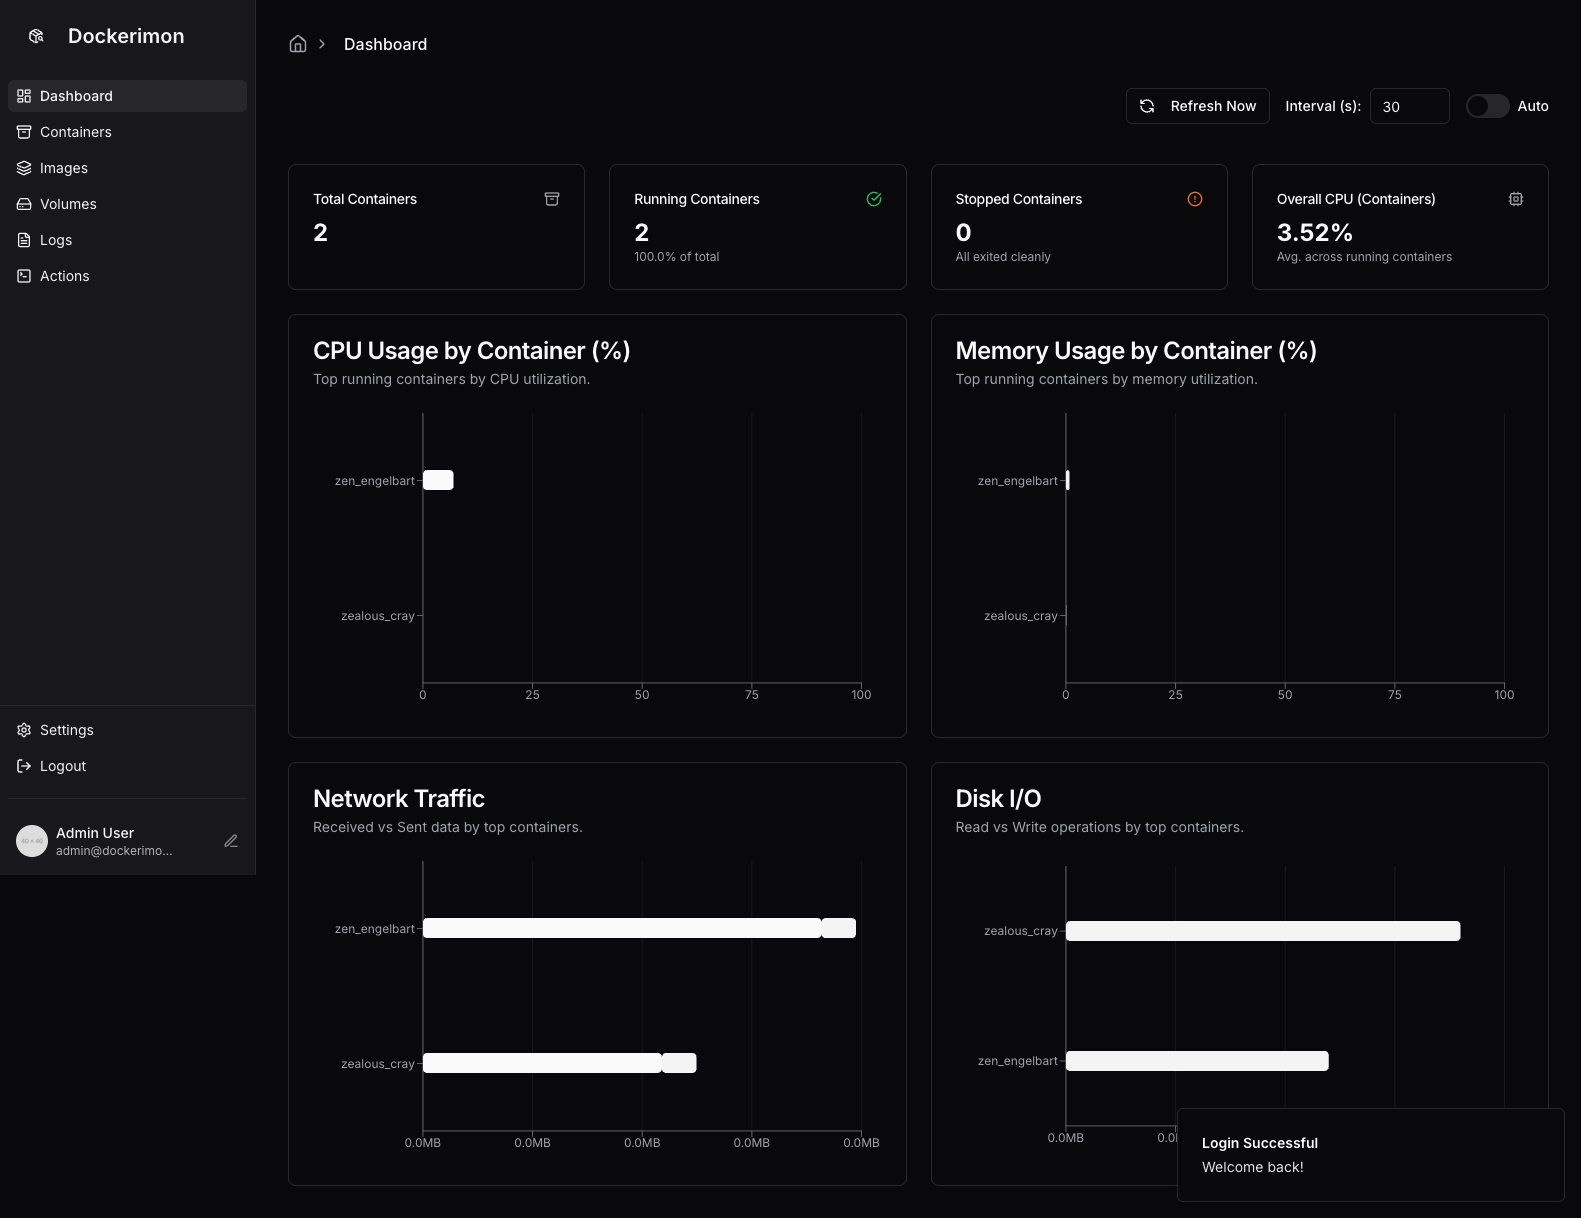 Dockerimon
Dashboard
Containers
Images
Volumes
Logs
Actions
Settings
Logout
Admin User
admin@dockerimo...
Dashboard
Refresh Now
Interval (s):
30
Auto
Total Containers
2
Running Containers
2
100.0% of total
Stopped Containers
0
All exited cleanly
Overall CPU (Containers)
3.52%
Avg. across running containers
CPU Usage by Container (%)
Top running containers by CPU utilization.
zen_engelbart
zealous_cray
0 25 50 75 100
Memory Usage by Container (%)
Top running containers by memory utilization.
zen_engelbart
zealous_cray
0 25 50 75 100
Network Traffic
Received vs Sent data by top containers.
zen_engelbart
zealous_cray
0.0MB 0.0MB 0.0MB 0.0MB 0.0MB
Disk I/O
Read vs Write operations by top containers.
zealous_cray
zen_engelbart
0.0MB
Login Successful
Welcome back!